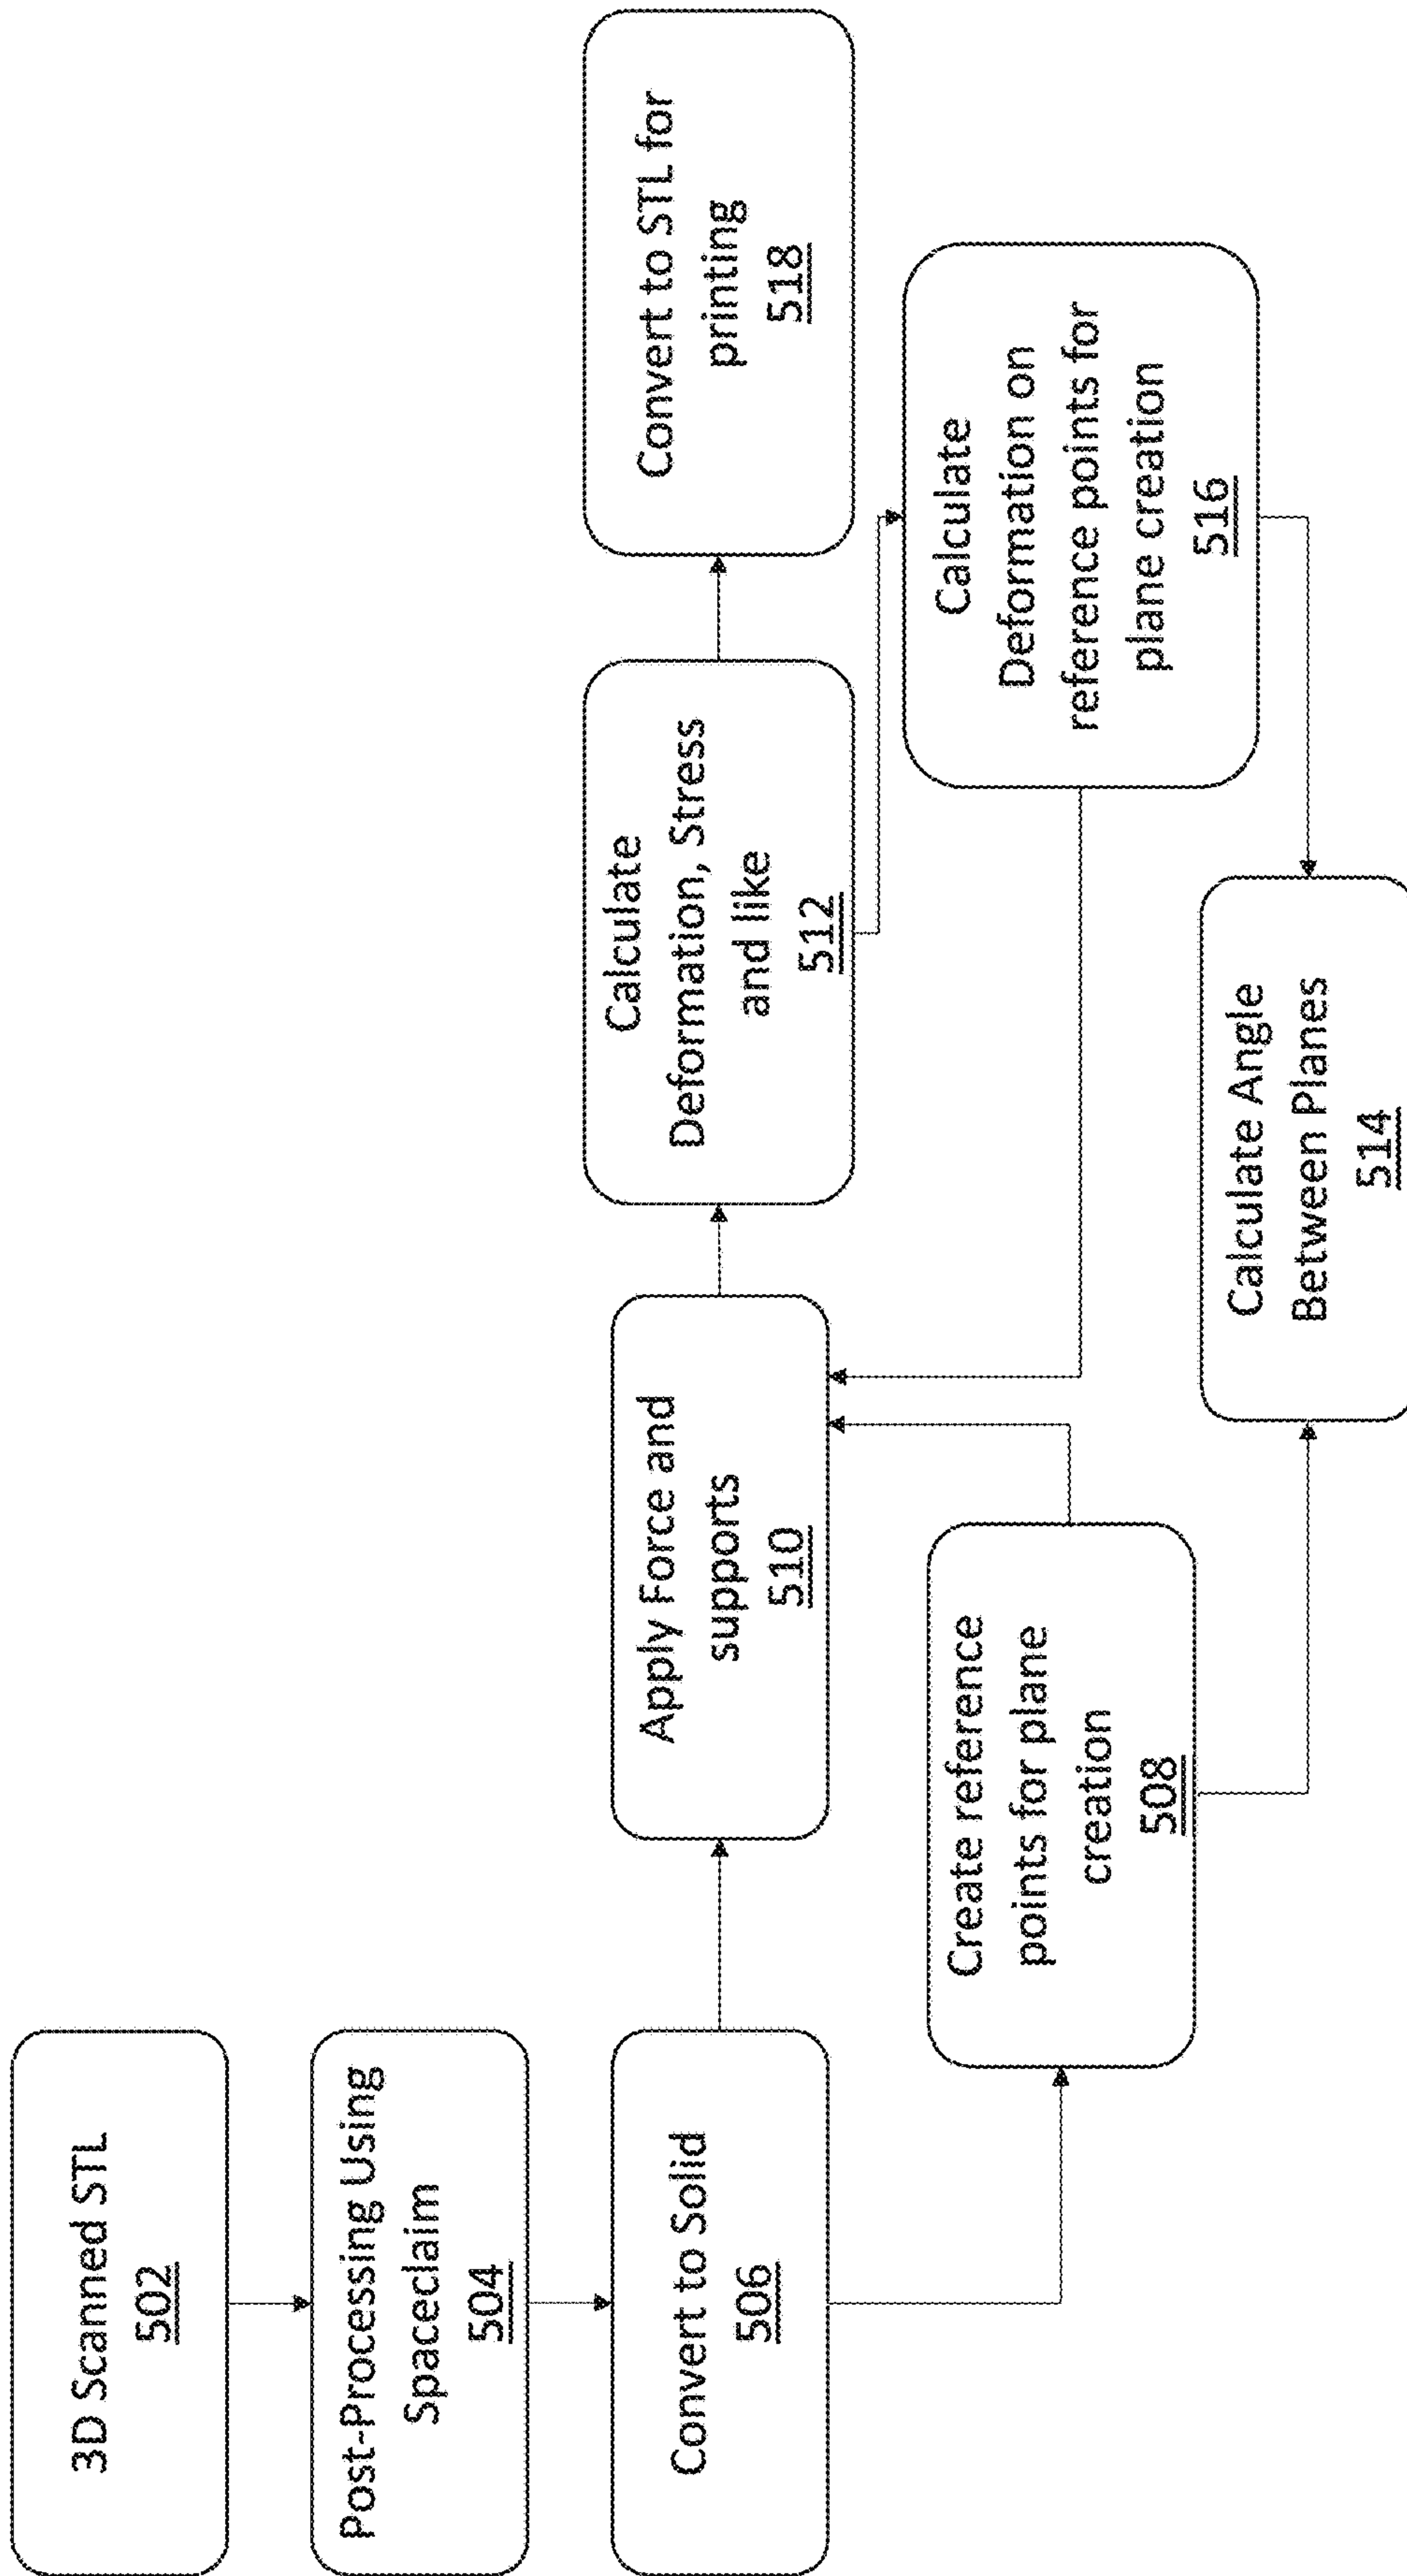 3D Scanned STL
502
Post-Processing Using
Spaceclaim
504
Convert to Solid
506
Apply Force and
supports
510
Calculate
Deformation, Stress
and like
512
Convert to STL for
printing
518
Create reference
points for plane
creation
508
Calculate
Deformation on
reference points for
plane creation
516
Calculate Angle
Between Planes
514